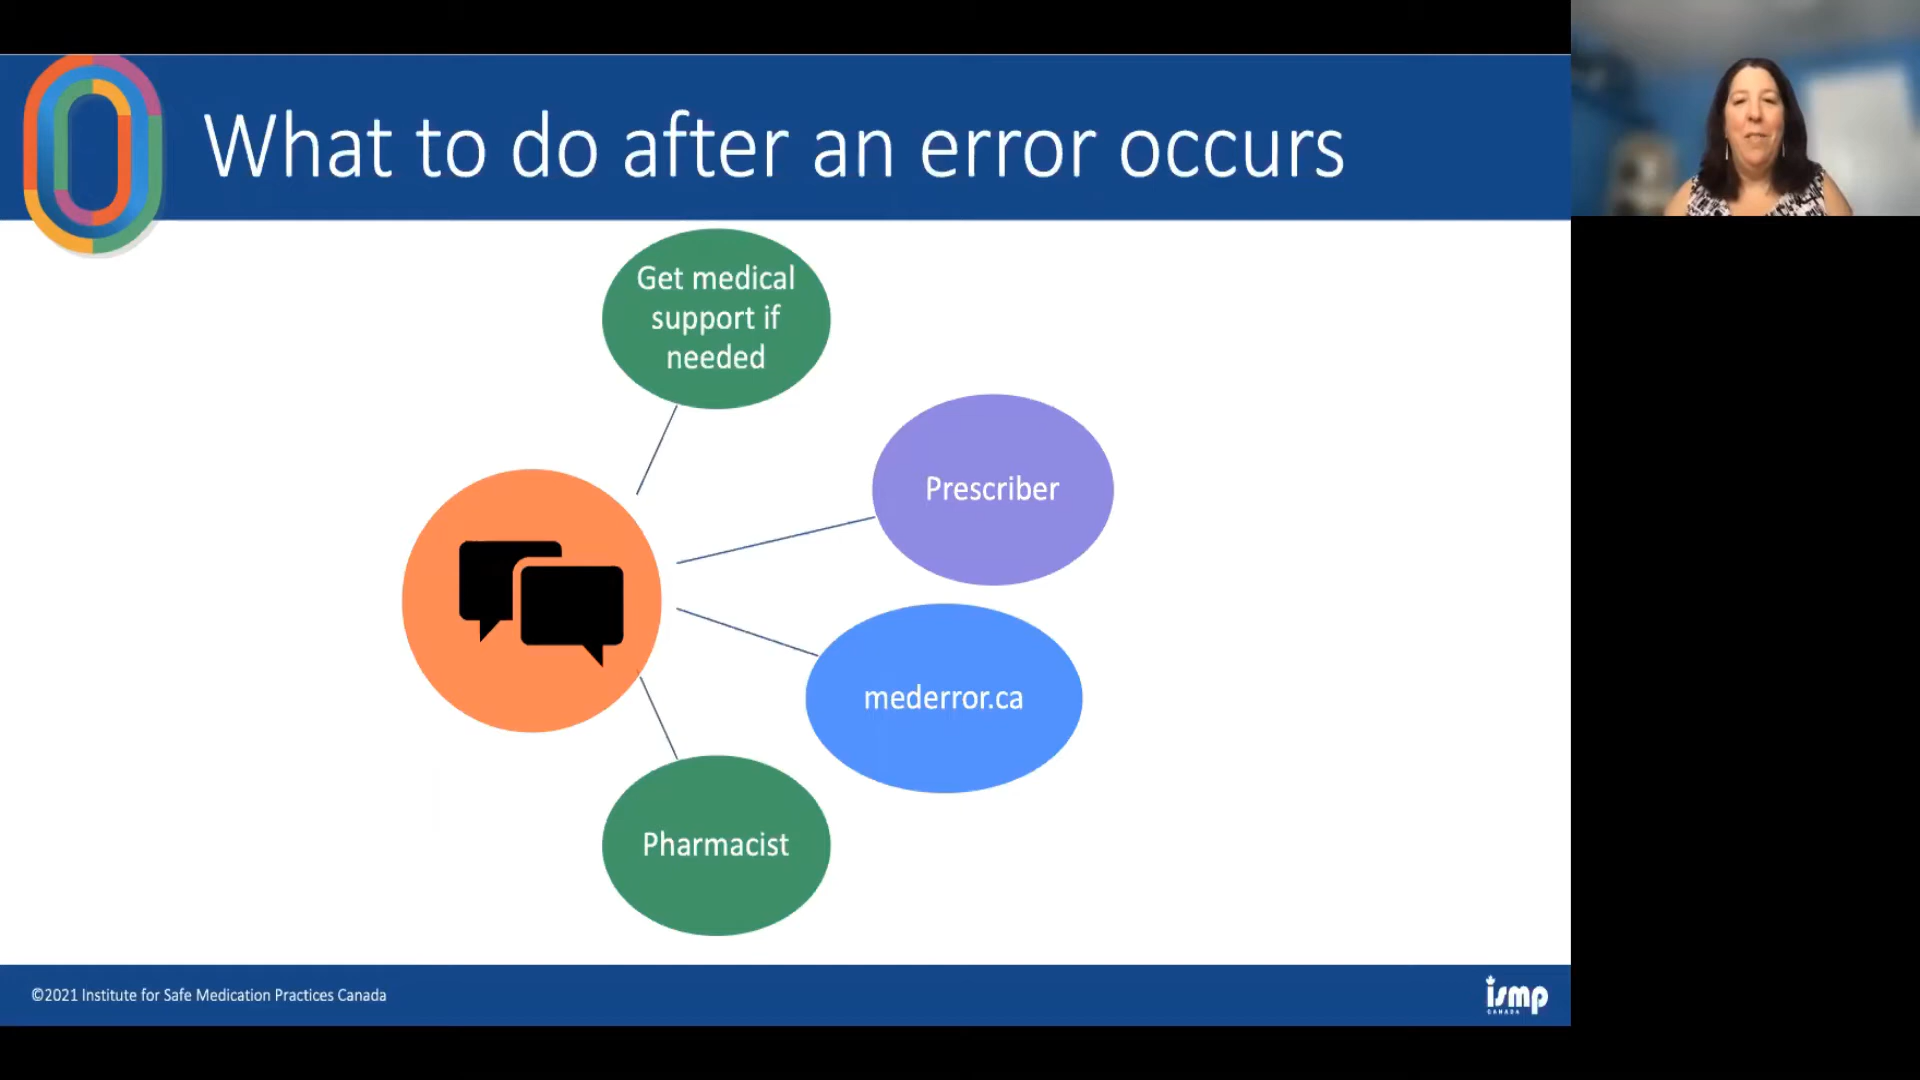 What to do after an error occurs
Get medical
support if
needed
Prescriber
mederror.ca
Pharmacist
©2021 Institute for Safe Medication Practices Canada
ismp
CANADA